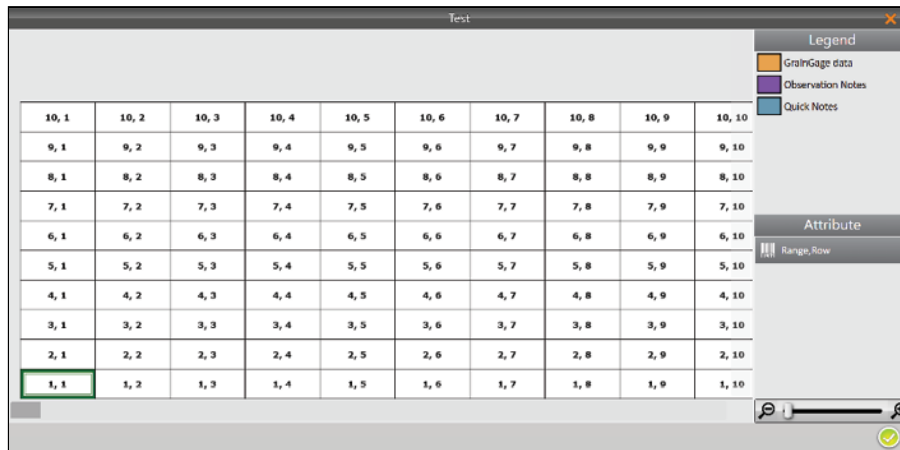 Test
Legend
GrainGage data
Observation Notes
Quick Notes
10, 1 10, 2 10, 3 10, 4 10, 5 10, 6 10, 7 10, 8 10, 9 10, 10
9, 1 9, 2 9, 3 9, 4 9, 5 9, 6 9, 7 9, 8 9, 9 9, 10
8, 1 8, 2 8, 3 8, 4 8, 5 8, 6 8, 7 8, 8 8, 9 8, 10
7, 1 7, 2 7, 3 7, 4 7, 5 7, 6 7, 7 7, 8 7, 9 7, 10
6, 1 6, 2 6, 3 6, 4 6, 5 6, 6 6, 7 6, 8 6, 9 6, 10
5, 1 5, 2 5, 3 5, 4 5, 5 5, 6 5, 7 5, 8 5, 9 5, 10
4, 1 4, 2 4, 3 4, 4 4, 5 4, 6 4, 7 4, 8 4, 9 4, 10
3, 1 3, 2 3, 3 3, 4 3, 5 3, 6 3, 7 3, 8 3, 9 3, 10
2, 1 2, 2 2, 3 2, 4 2, 5 2, 6 2, 7 2, 8 2, 9 2, 10
1, 1 1, 2 1, 3 1, 4 1, 5 1, 6 1, 7 1, 8 1, 9 1, 10
Attribute
Range,Row